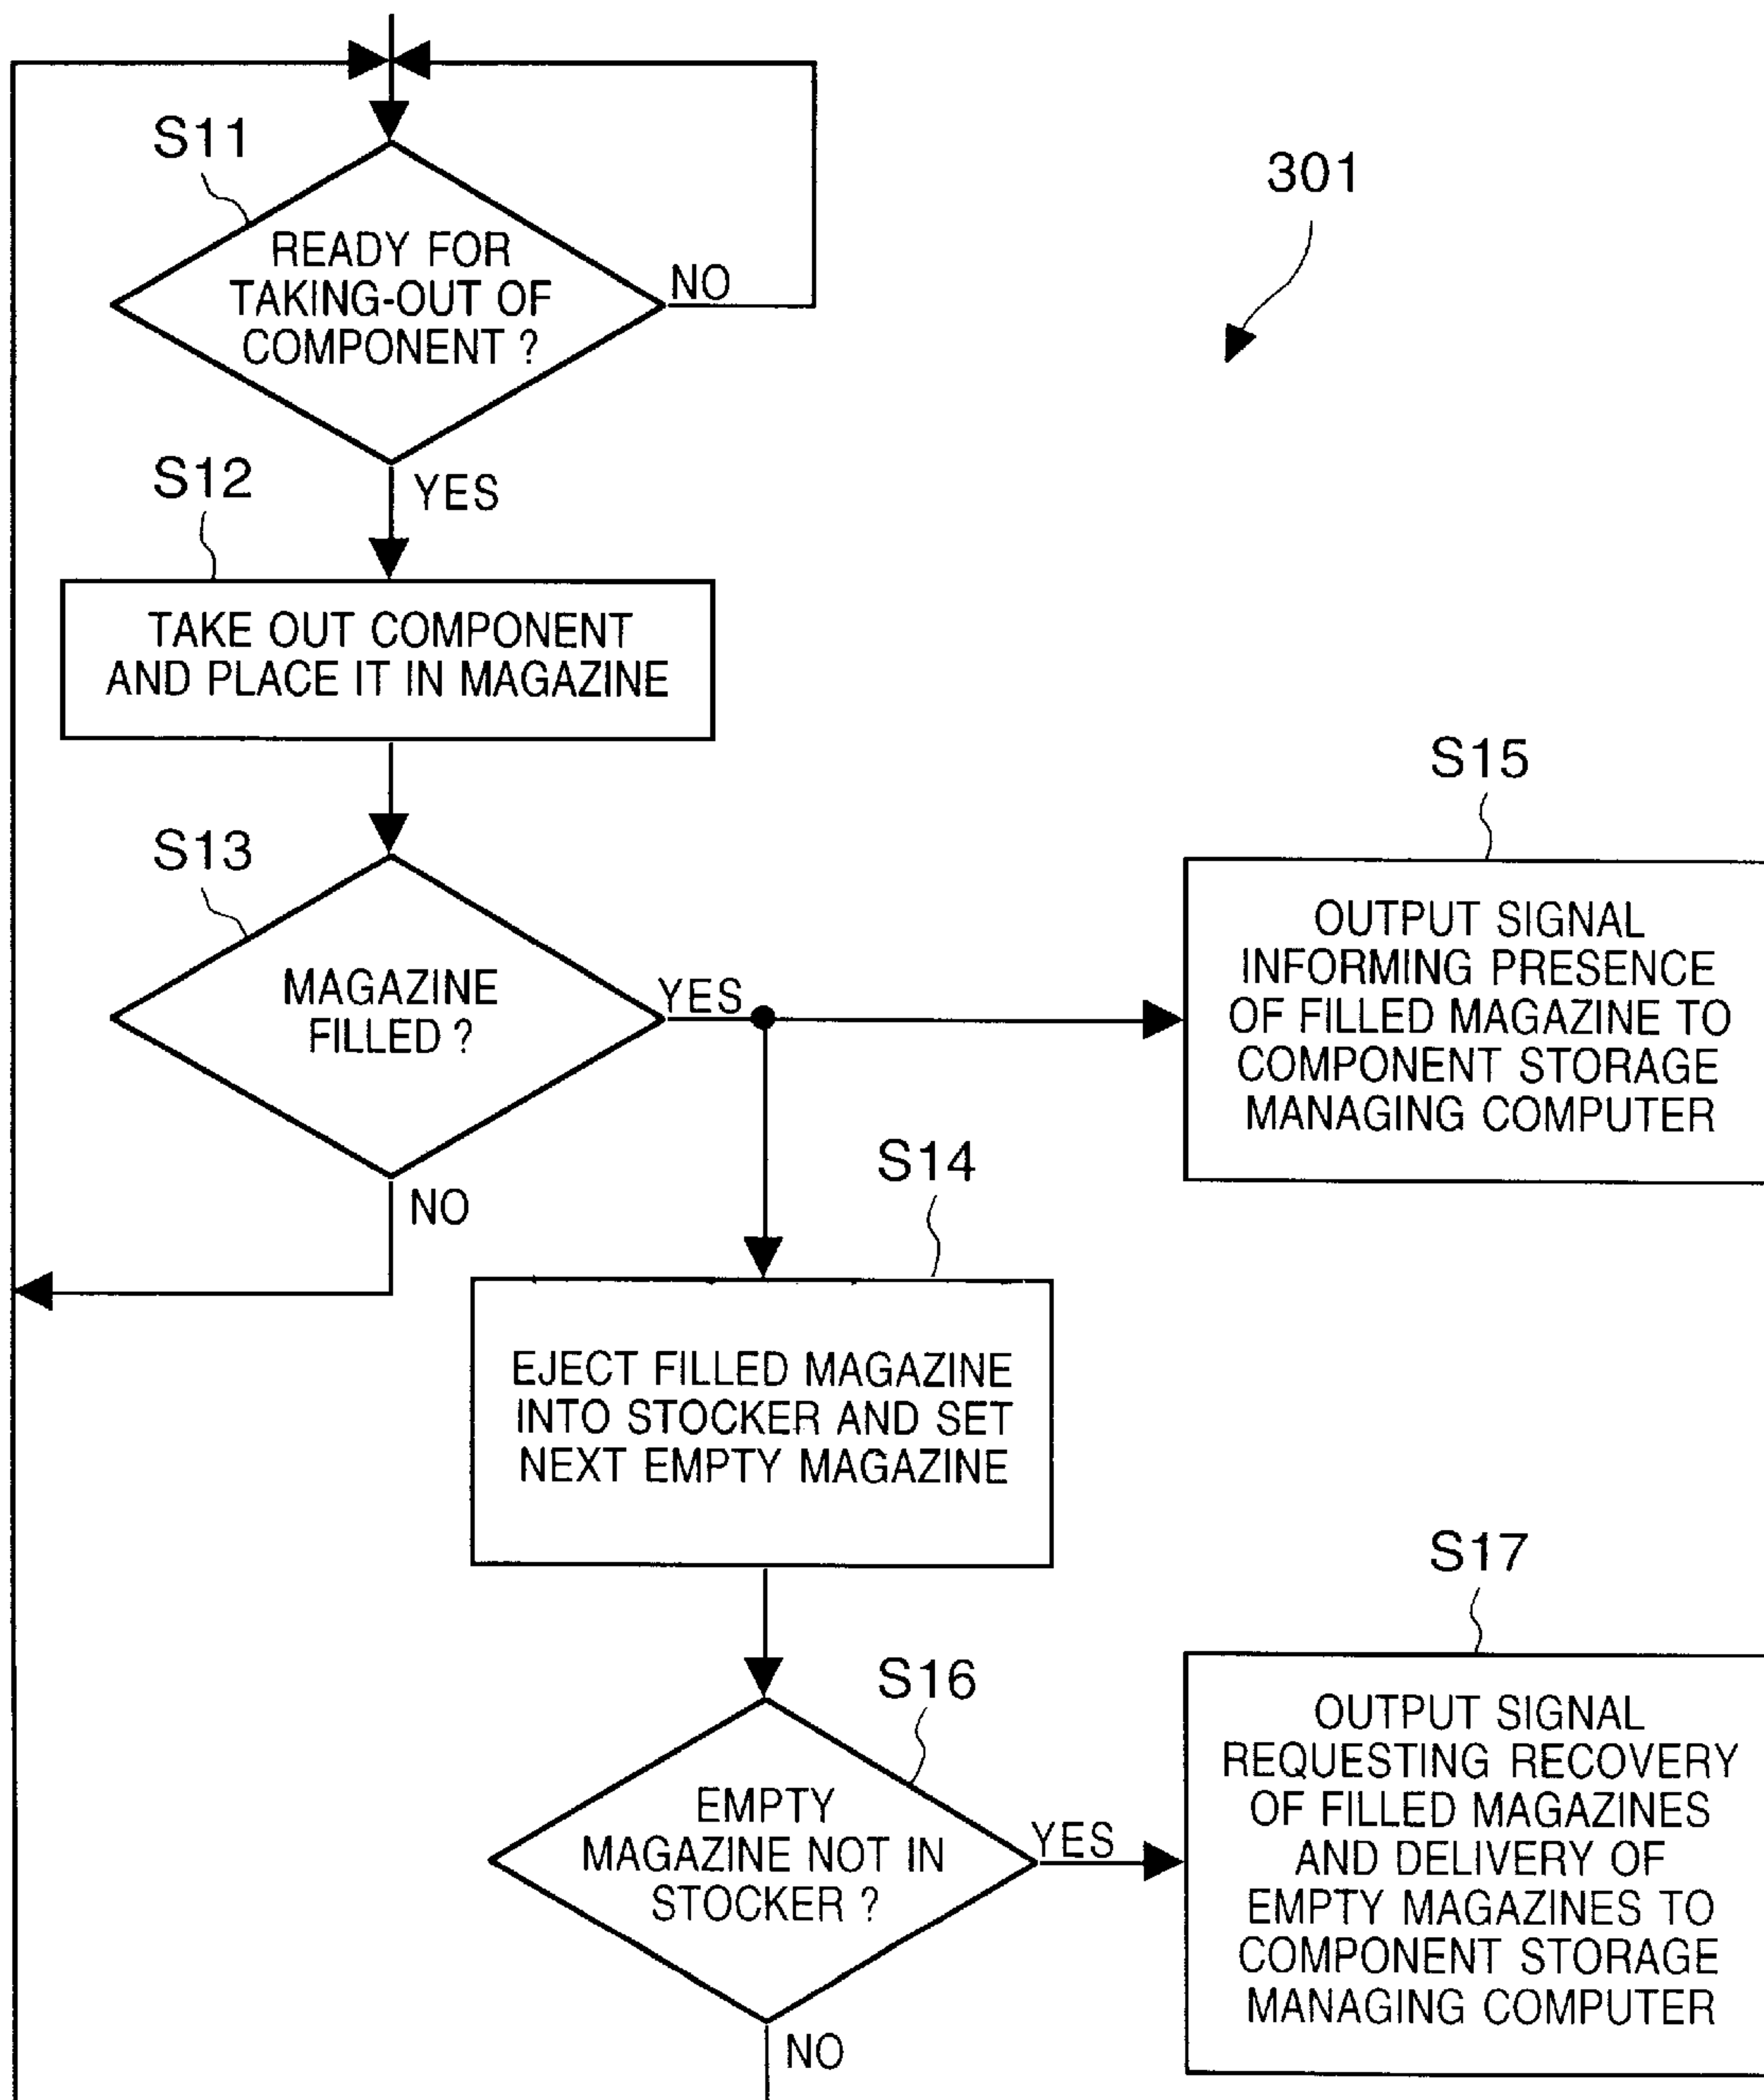 S11
301
READY FOR
TAKING-OUT OF
COMPONENT ?
NO
S12
YES
TAKE OUT COMPONENT
AND PLACE IT IN MAGAZINE
S13
MAGAZINE
FILLED ?
YES
NO
S15
OUTPUT SIGNAL
INFORMING PRESENCE
OF FILLED MAGAZINE TO
COMPONENT STORAGE
MANAGING COMPUTER
S14
EJECT FILLED MAGAZINE
INTO STOCKER AND SET
NEXT EMPTY MAGAZINE
S16
EMPTY
MAGAZINE NOT IN
STOCKER ?
YES
NO
S17
OUTPUT SIGNAL
REQUESTING RECOVERY
OF FILLED MAGAZINES
AND DELIVERY OF
EMPTY MAGAZINES TO
COMPONENT STORAGE
MANAGING COMPUTER